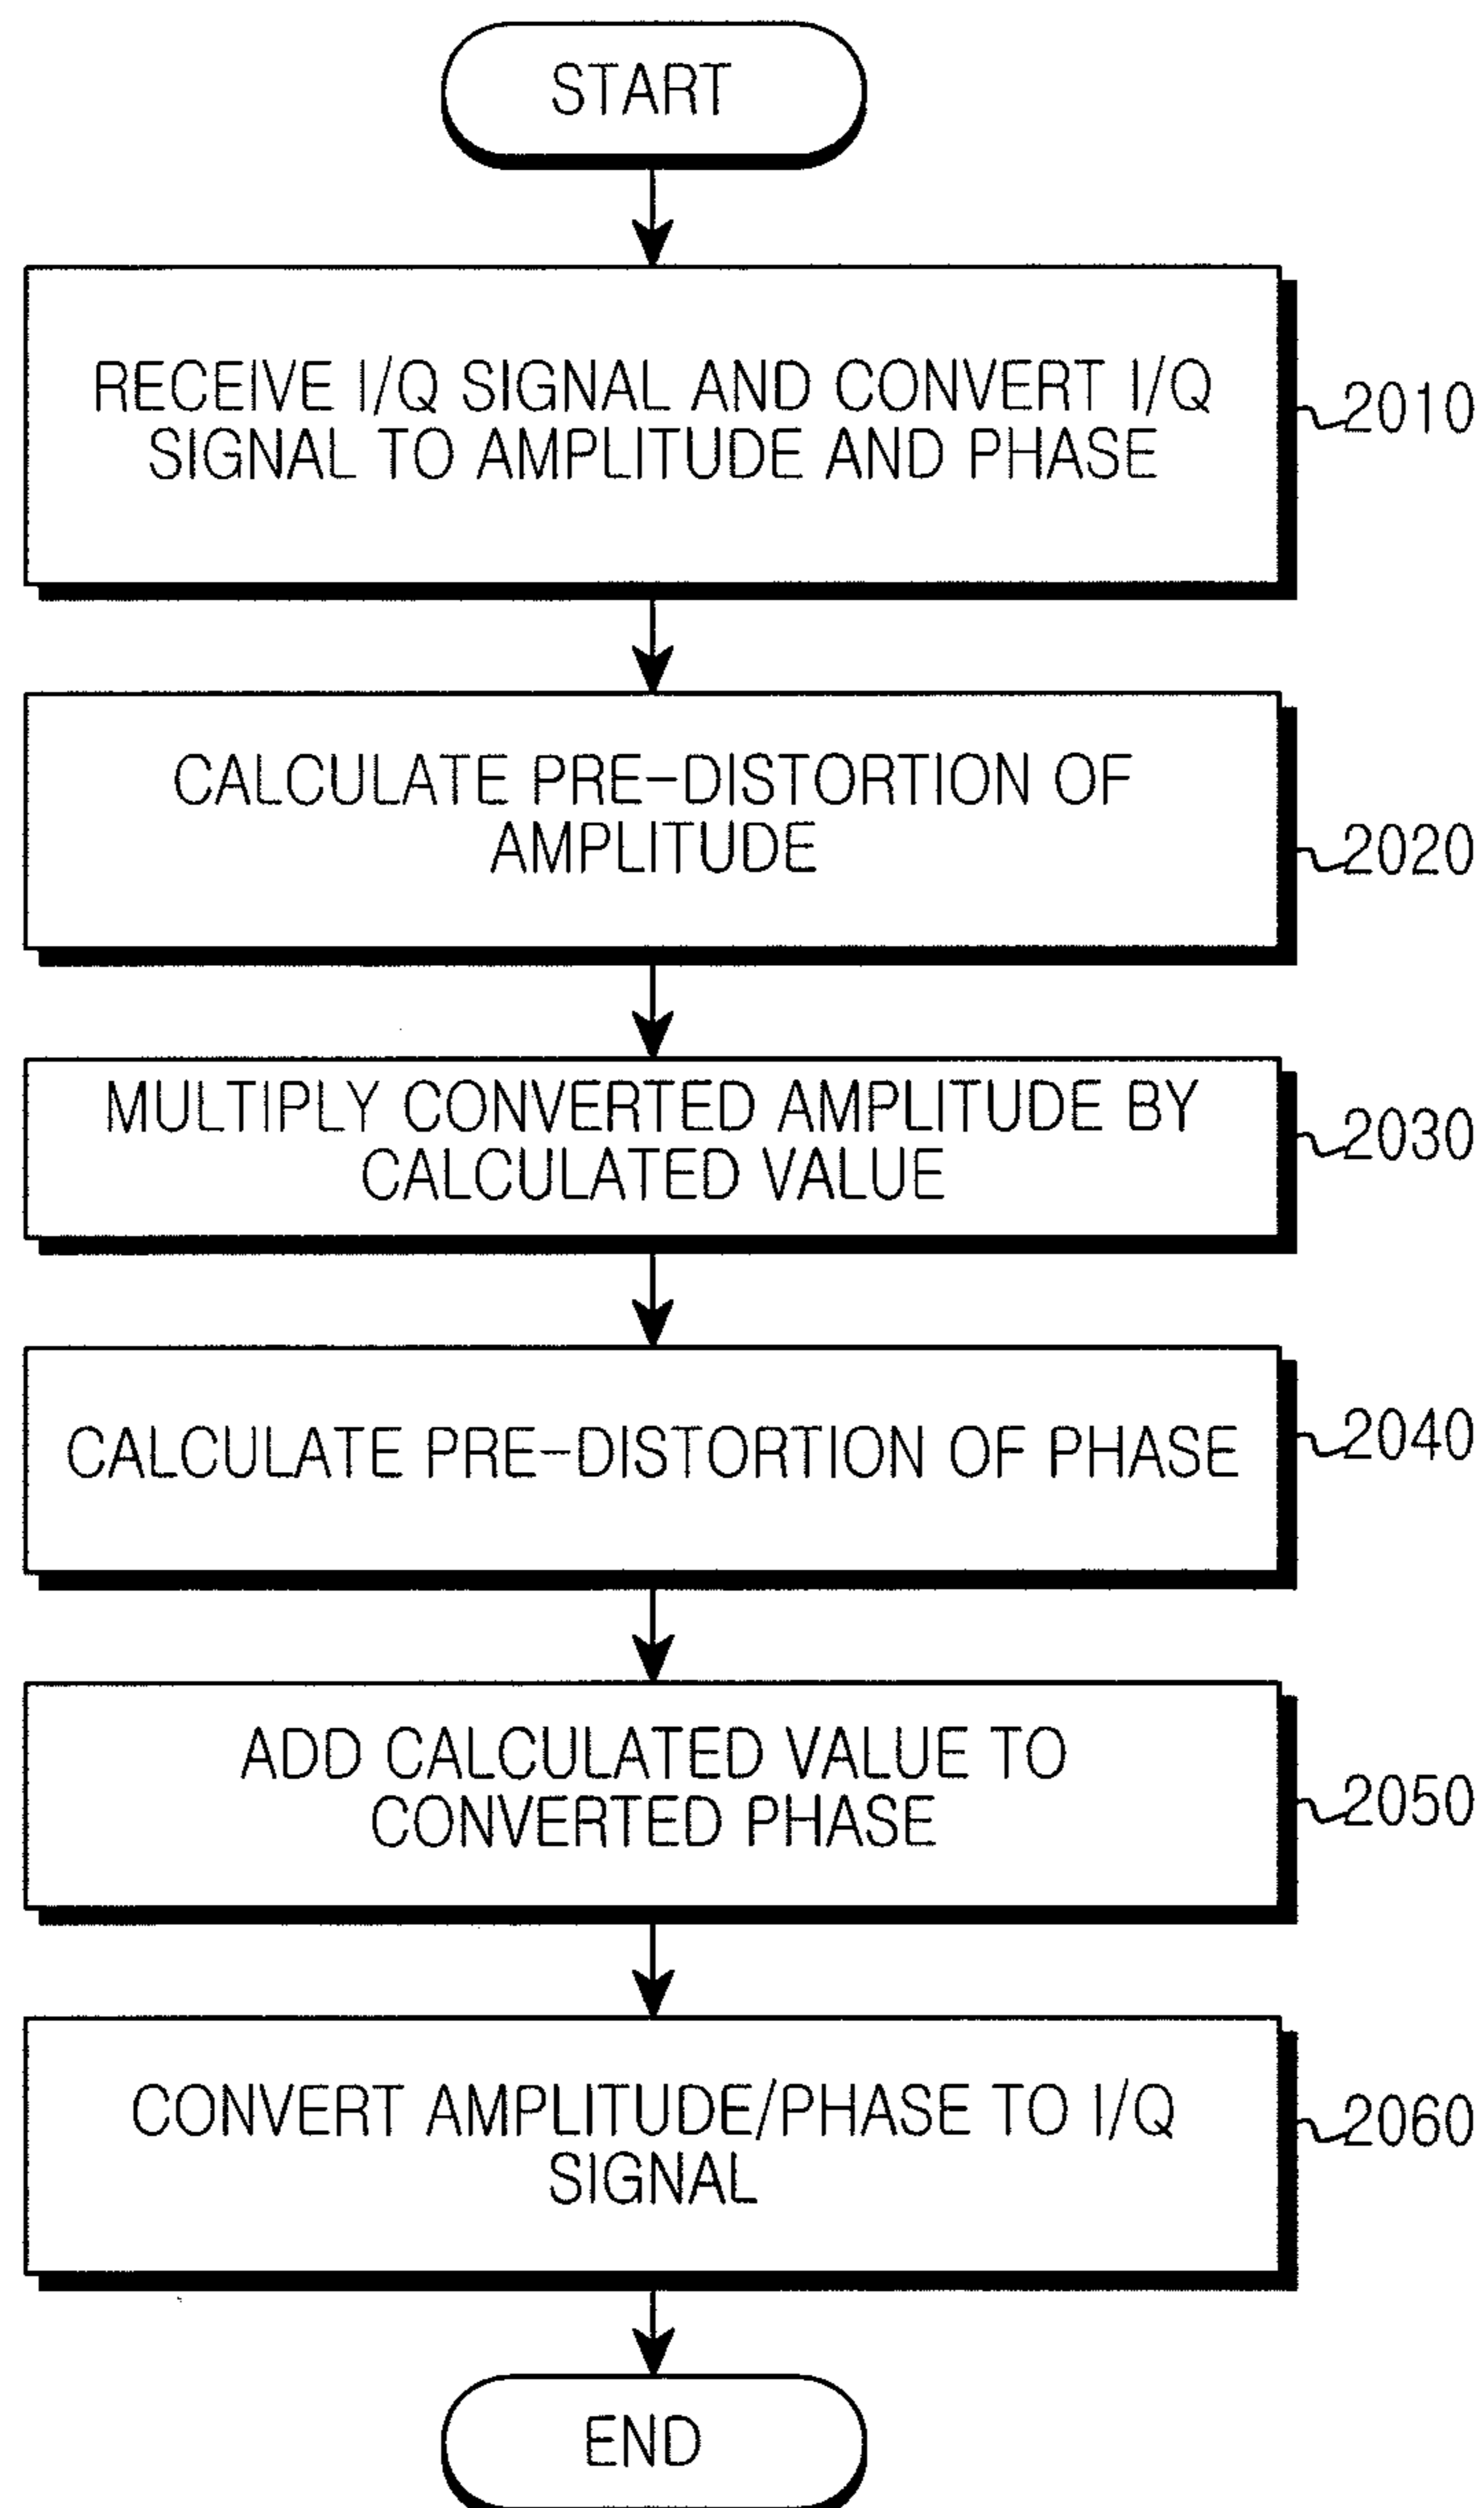 START
RECEIVE I/Q SIGNAL AND CONVERT I/Q
SIGNAL TO AMPLITUDE AND PHASE
2010
CALCULATE PRE-DISTORTION OF
AMPLITUDE
2020
MULTIPLY CONVERTED AMPLITUDE BY
CALCULATED VALUE
2030
CALCULATE PRE-DISTORTION OF PHASE
2040
ADD CALCULATED VALUE TO
CONVERTED PHASE
2050
CONVERT AMPLITUDE/PHASE TO I/Q
SIGNAL
2060
END